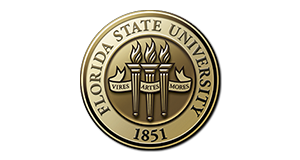 FLORIDA STATE UNIVERSITY
VIRES ARTES MORES
1851